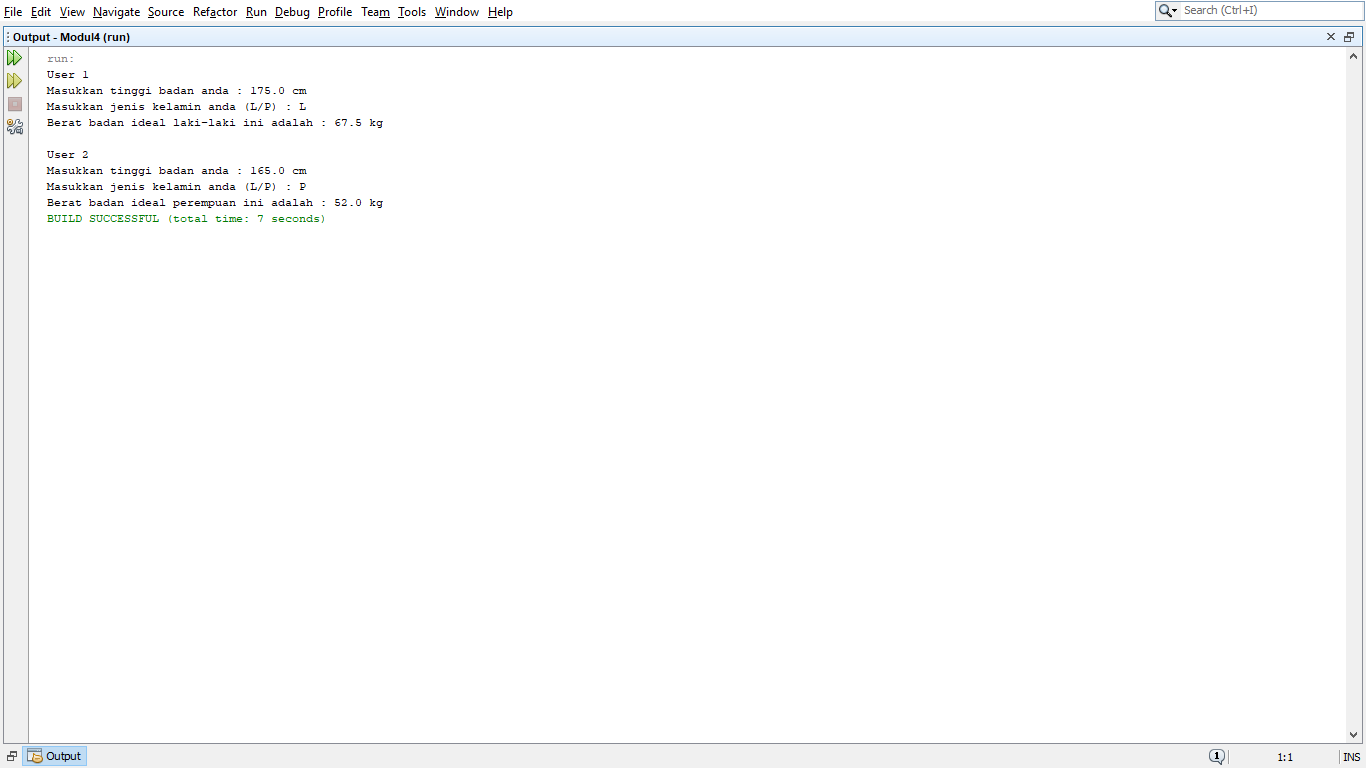 File Edit View Navigate Source Refactor Run Debug Profile Team Tools Window Help
Search (Ctrl+I)
Output - Modul4 (run)
run:
User 1
Masukkan tinggi badan anda : 175.0 cm
Masukkan jenis kelamin anda (L/P) : L
Berat badan ideal laki-laki ini adalah : 67.5 kg
User 2
Masukkan tinggi badan anda : 165.0 cm
Masukkan jenis kelamin anda (L/P) : P
Berat badan ideal perempuan ini adalah : 52.0 kg
BUILD SUCCESSFUL (total time: 7 seconds)
Output
1
1:1
INS